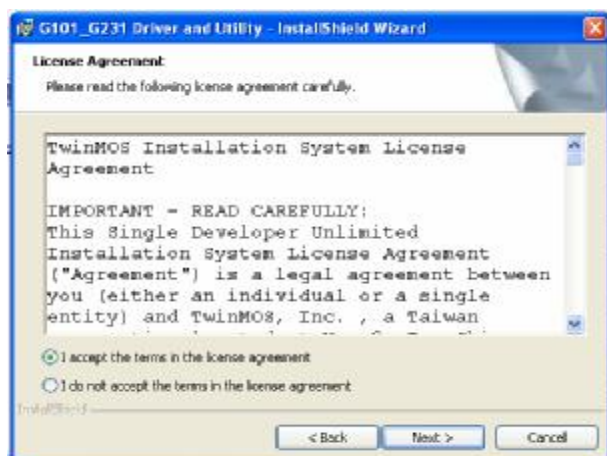 G101_G231 Driver and Utility - InstallShield Wizard
License Agreement
Please read the following license agreement carefully.
TwinMOS Installation System License
Agreement
IMPORTANT - READ CAREFULLY:
This Single Developer Unlimited
Installation System License Agreement
("Agreement") is a legal agreement between
you (either an individual or a single
entity) and TwinMOS, Inc. , a Taiwan
I accept the terms in the license agreement
I do not accept the terms in the license agreement
InstallShield
< Back
Next >
Cancel